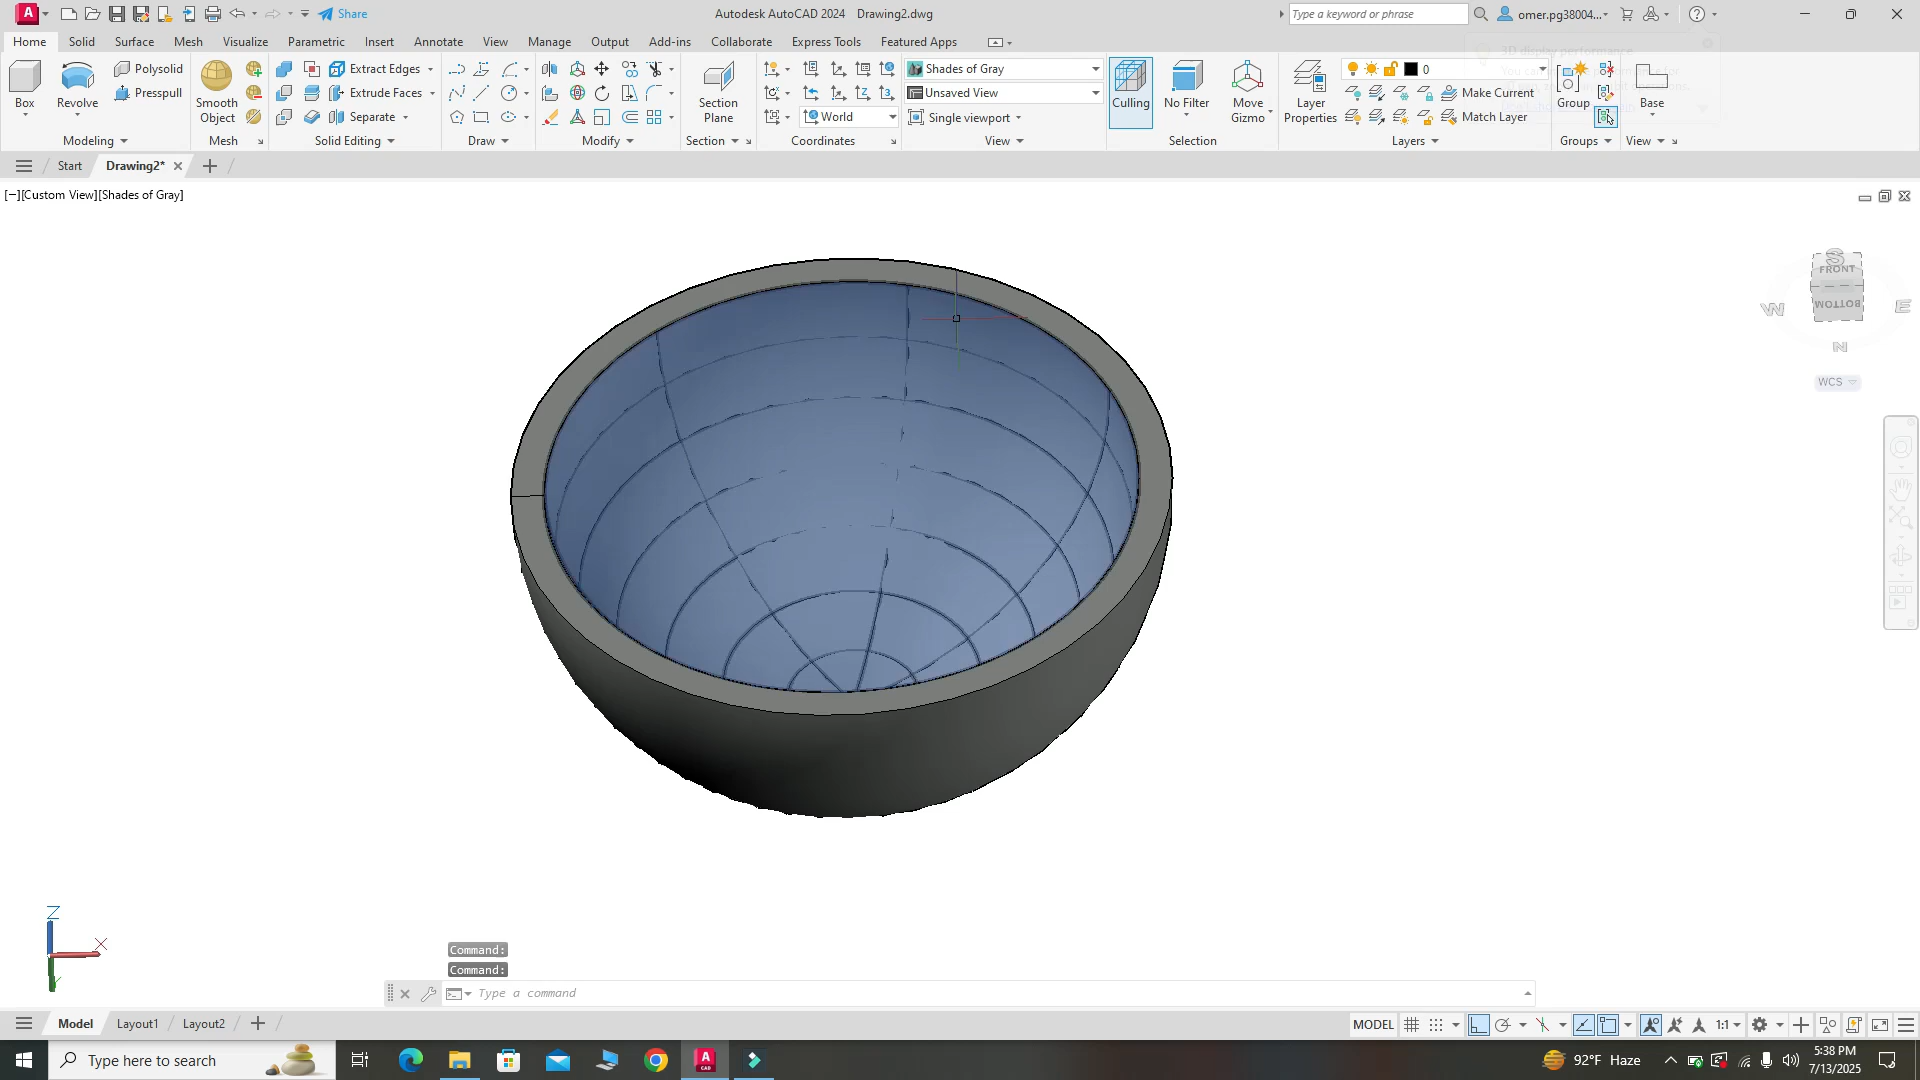 A Share Autodesk AutoCAD 2024 Drawing2.dwg Type a keyword or phrase omer.pg38004...
Home Solid Surface Mesh Visualize Parametric Insert Annotate View Manage Output Add-ins Collaborate Express Tools Featured Apps
3D display performance
Polysolid Extract Edges Shades of Gray 0
Presspull Extrude Faces Unsaved View Make Current
Box Revolve Smooth Object Separate Section Plane World Single viewport Culling No Filter Move Gizmo Layer Properties Match Layer Group Base
Modeling Mesh Solid Editing Draw Modify Section Coordinates View Selection Layers Groups View
Start Drawing2* +
[−][Custom View][Shades of Gray]
S
FRONT
W BOTTOM E
N
WCS
Z
X
Y
Command:
Command:
Type a command
Model Layout1 Layout2 + MODEL 1:1
Type here to search 92°F Haze 5:38 PM
7/13/2025